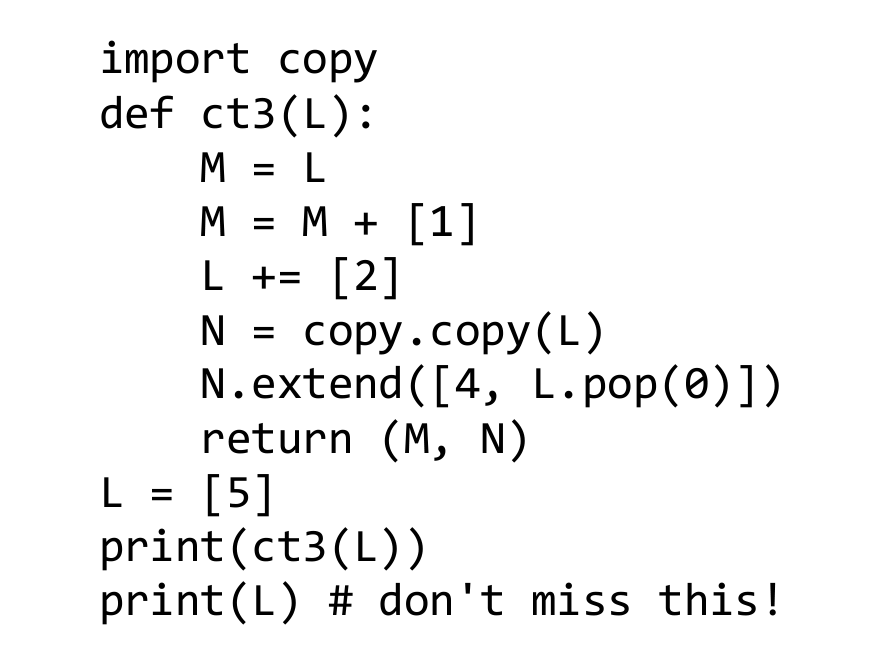 import copy
def ct3(L):
    M = L
    M = M + [1]
    L += [2]
    N = copy.copy(L)
    N.extend([4, L.pop(0)])
    return (M, N)
L = [5]
print(ct3(L))
print(L) # don't miss this!